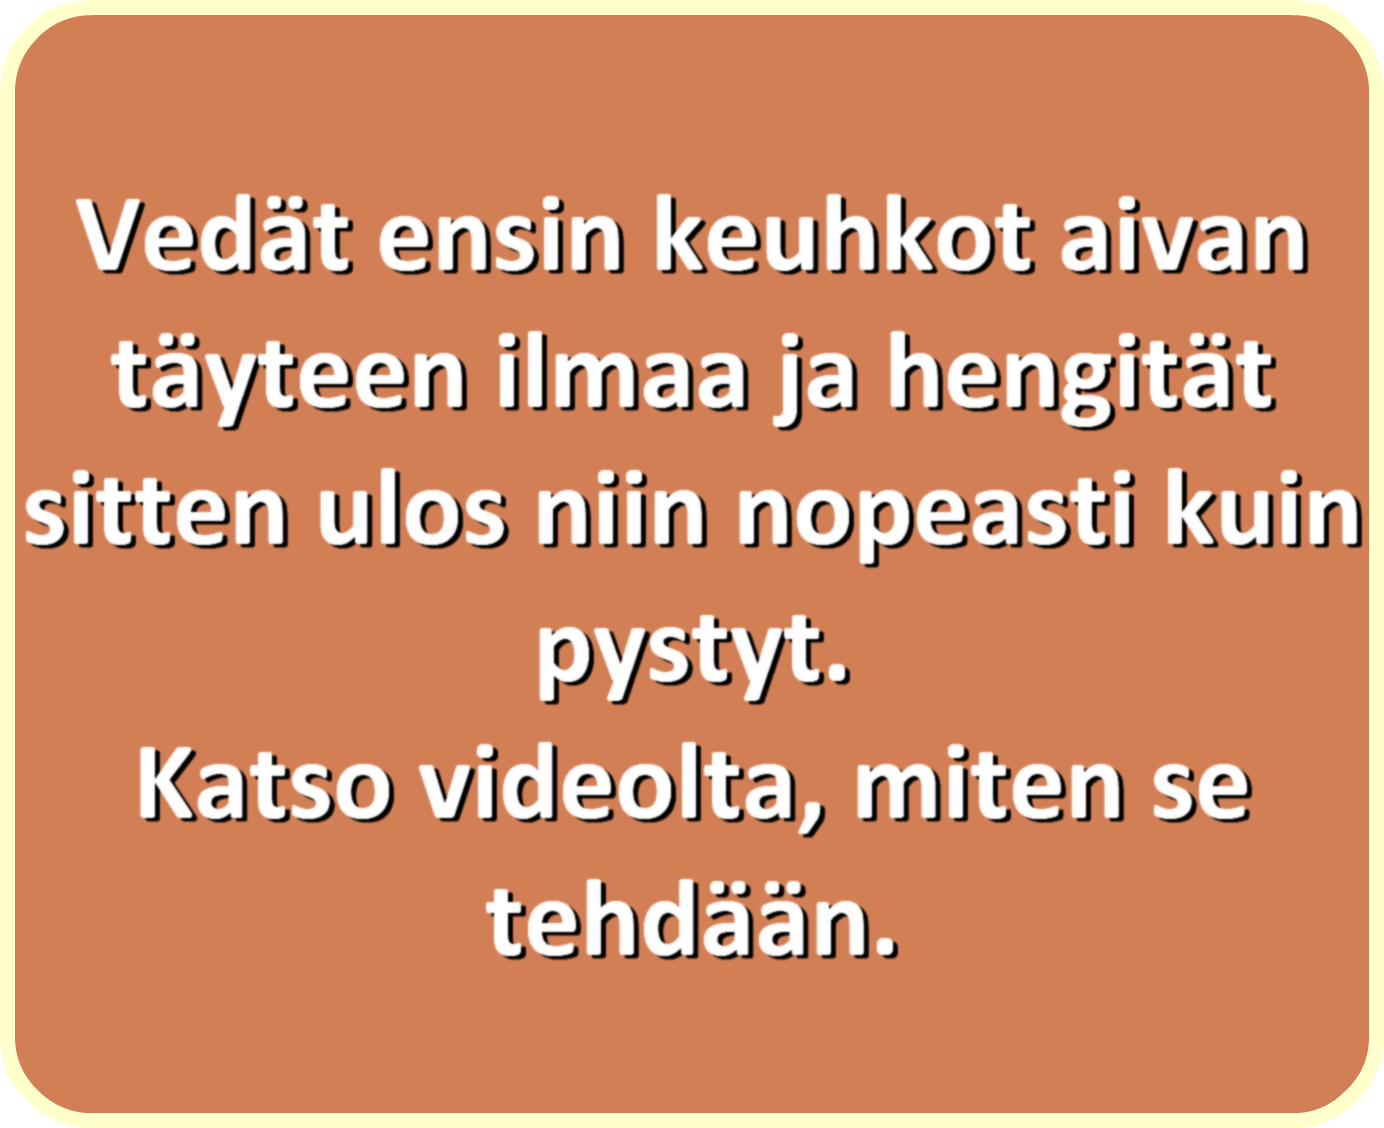 Vedät ensin keuhkot aivan
täyteen ilmaa ja hengität
sitten ulos niin nopeasti kuin
pystyt.
Katso videolta, miten se
tehdään.